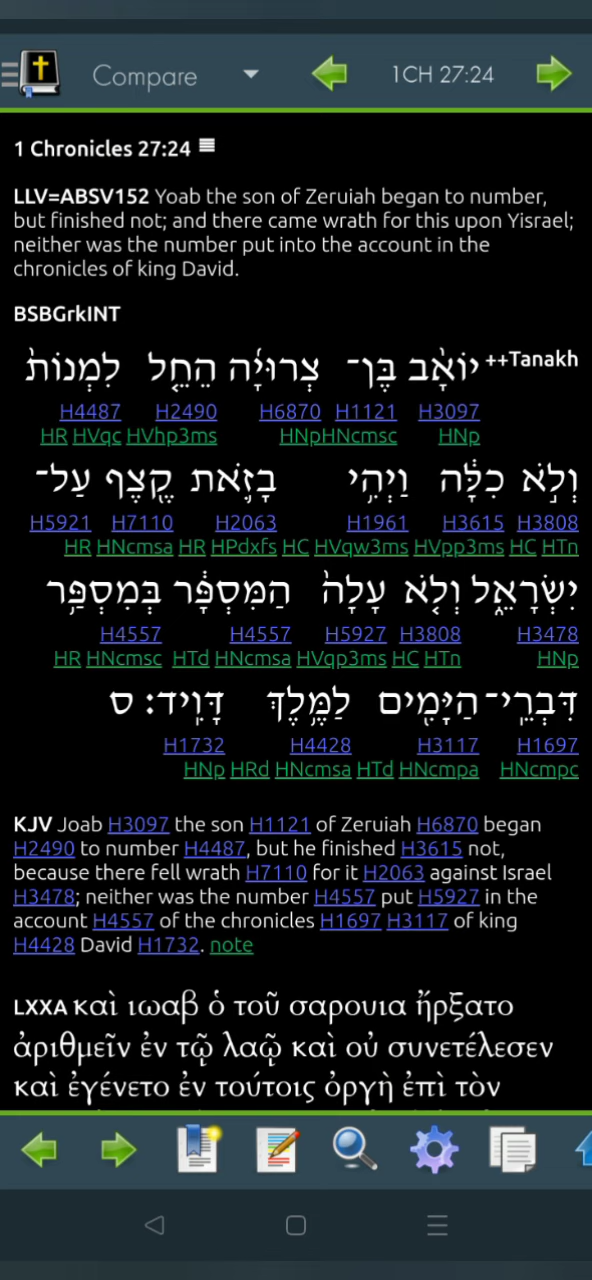 Compare
1CH 27:24
1 Chronicles 27:24
LLV=ABSV152 Yoab the son of Zeruiah began to number,
but finished not; and there came wrath for this upon Yisrael;
neither was the number put into the account in the
chronicles of king David.
BSBGrkINT
++Tanakh יוֹאָ֨ב בֶּן־ צְרוּיָ֜ה הֵחֵ֤ל לִמְנוֹת֙
H4487 H2490 H6870 H1121 H3097
HR HVqc HVhp3ms HNpHNcmsc HNp
וְלֹ֣א כִלָּ֔ה וַיְהִ֥י בָזֹ֛את קֶ֖צֶף עַל־
H5921 H7110 H2063 H1961 H3615 H3808
HR HNcmsa HR HPdxfs HC HVqw3ms HVpp3ms HC HTn
יִשְׂרָאֵ֑ל וְלֹ֤א עָלָה֙ הַמִּסְפָּ֔ר בְּמִסְפַּ֥ר
H4557 H4557 H5927 H3808 H3478
HR HNcmsc HTd HNcmsa HVqp3ms HC HTn HNp
דִּבְרֵֽי־ הַיָּמִ֖ים לַמֶּ֥לֶךְ דָּוִֽיד׃ ס
H1732 H4428 H3117 H1697
HNp HRd HNcmsa HTd HNcmpa HNcmpc
KJV Joab H3097 the son H1121 of Zeruiah H6870 began
H2490 to number H4487, but he finished H3615 not,
because there fell wrath H7110 for it H2063 against Israel
H3478; neither was the number H4557 put H5927 in the
account H4557 of the chronicles H1697 H3117 of king
H4428 David H1732. note
LXXA καὶ ιωαβ ὁ τοῦ σαρουια ἤρξατο
ἀριθμεῖν ἐν τῷ λαῷ καὶ οὐ συνετέλεσεν
καὶ ἐγένετο ἐν τούτοις ὀργὴ ἐπὶ τὸν